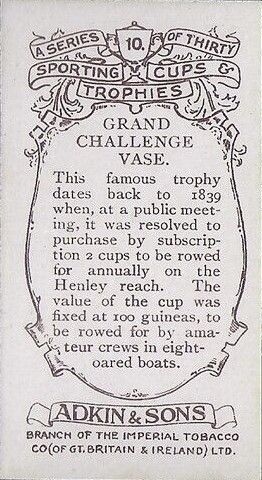 A SERIES 10. OF THIRTY
SPORTING CUPS &
TROPHIES
GRAND
CHALLENGE
VASE.
This famous trophy
dates back to 1839
when, at a public meet-
ing, it was resolved to
purchase by subscrip-
tion 2 cups to be rowed
for annually on the
Henley reach. The
value of the cup was
fixed at 100 guineas, to
be rowed for by ama-
teur crews in eight-
oared boats.
ADKIN & SONS
BRANCH OF THE IMPERIAL TOBACCO
CO (OF GT. BRITAIN & IRELAND) LTD.